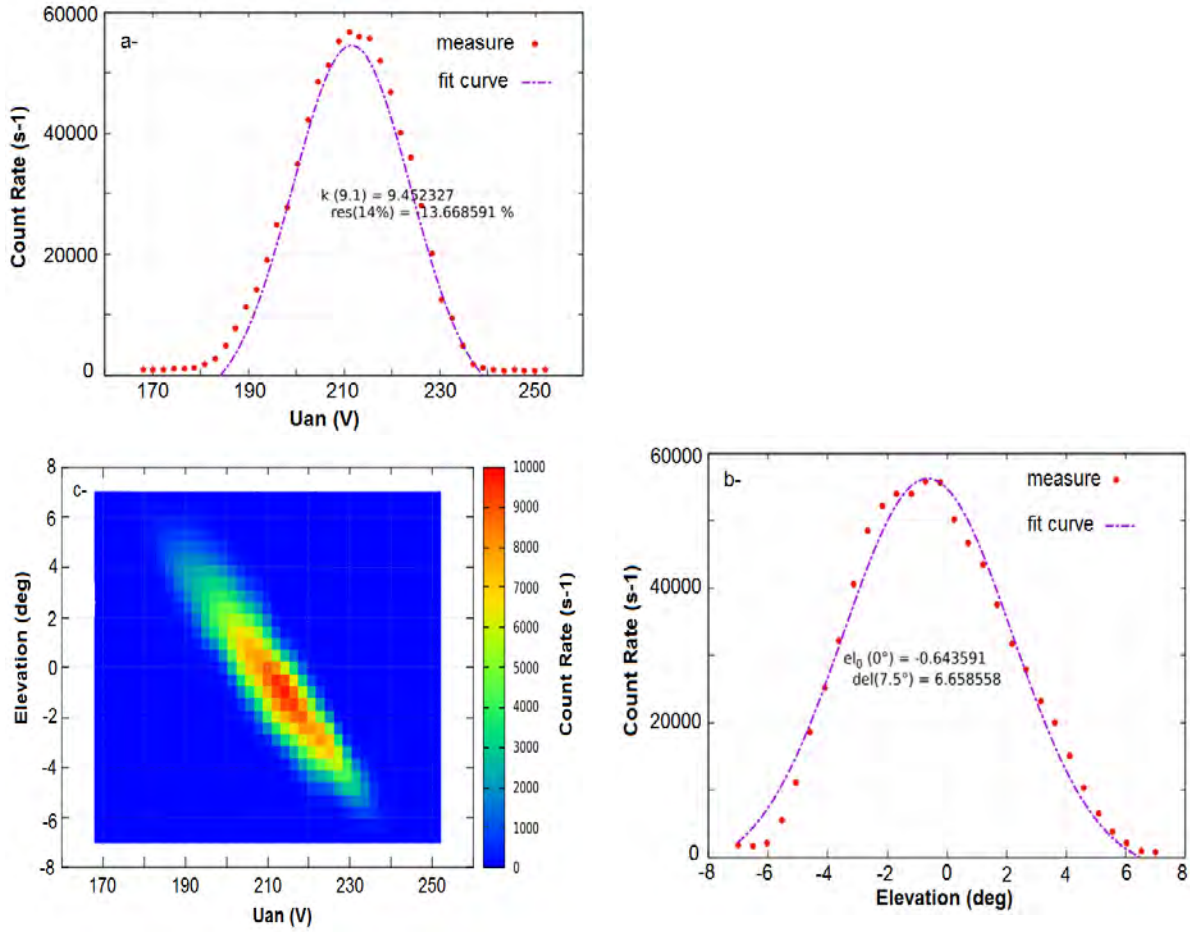 60000
a-
measure
fit curve
40000
k (9.1) = 9.452327
res(14%) = 13.668591 %
20000
0
170 190 210 230 250
Uan (V)
Count Rate (s-1)
8
c-
6
4
2
0
-2
-4
-6
-8
170 190 210 230 250
Uan (V)
Elevation (deg)
10000
9000
8000
7000
6000
5000
4000
3000
2000
1000
0
Count Rate (s-1)
60000
b-
measure
fit curve
40000
el0 (0°) = -0.643591
del(7.5°) = 6.658558
20000
0
-8 -6 -4 -2 0 2 4 6 8
Elevation (deg)
Count Rate (s-1)